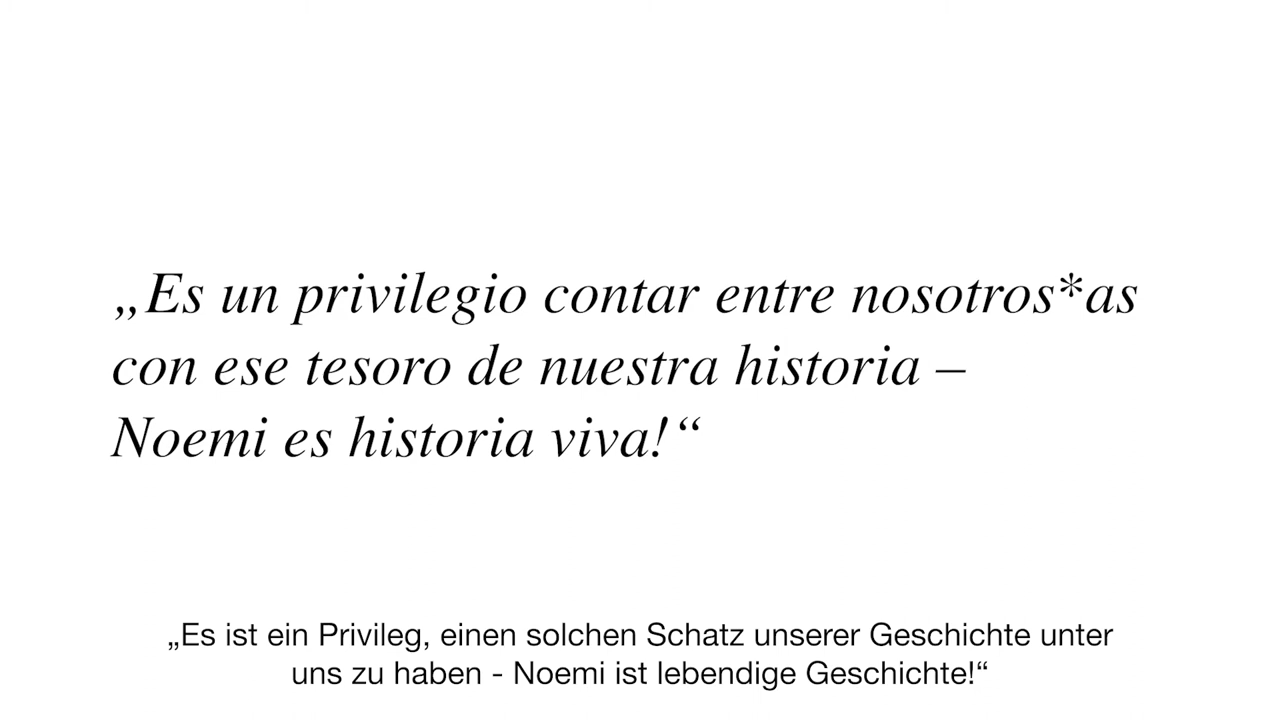 „Es un privilegio contar entre nosotros*as
con ese tesoro de nuestra historia –
Noemi es historia viva!“
„Es ist ein Privileg, einen solchen Schatz unserer Geschichte unter
uns zu haben - Noemi ist lebendige Geschichte!“